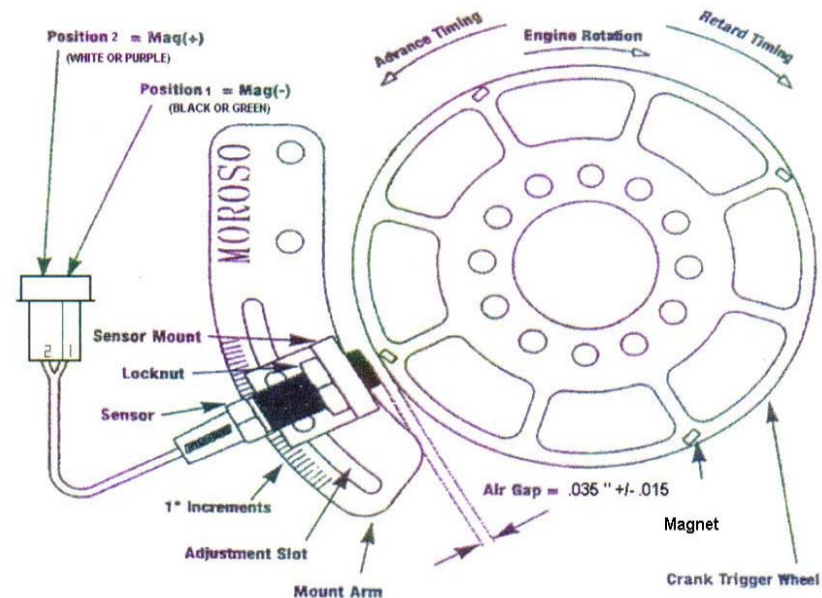 Advance Timing
Engine Rotation
Retard Timing
Position 2 = Mag(+)
(WHITE OR PURPLE)
Position 1 = Mag(-)
(BLACK OR GREEN)
MOROSO
2 1
Sensor Mount
Locknut
Sensor
1° Increments
Adjustment Slot
Mount Arm
Air Gap = .035 " +/- .015
Magnet
Crank Trigger Wheel